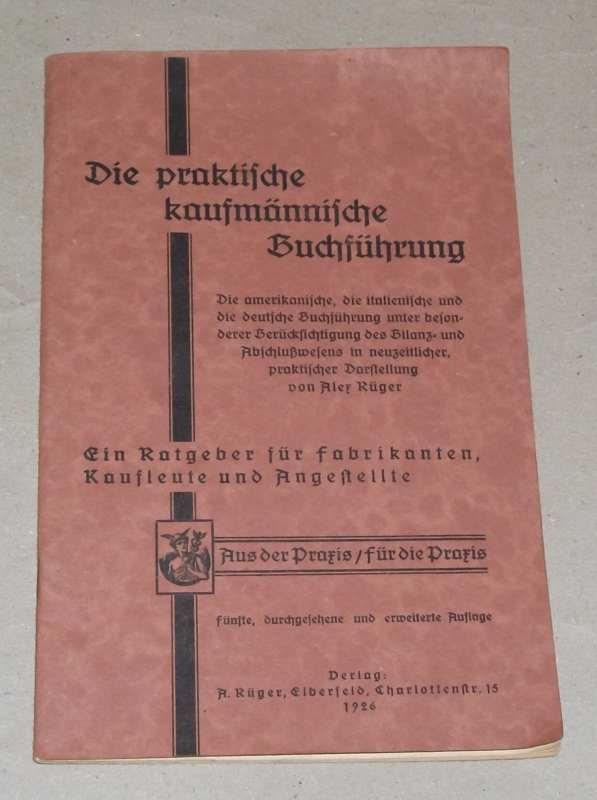 Die praktische
kaufmännische
Buchführung
Die amerikanische, die italienische und
die deutsche Buchführung unter beson-
derer Berücksichtigung des Bilanz- und
Abschlußwesens in neuzeitlicher,
praktischer Darstellung
von Alex Rüger
Ein Ratgeber für Fabrikanten,
Kaufleute und Angestellte
Aus der Praxis / für die Praxis
Fünfte, durchgesehene und erweiterte Auflage
Verlag:
A. Rüger, Elberfeld, Charlottenstr. 15
1926